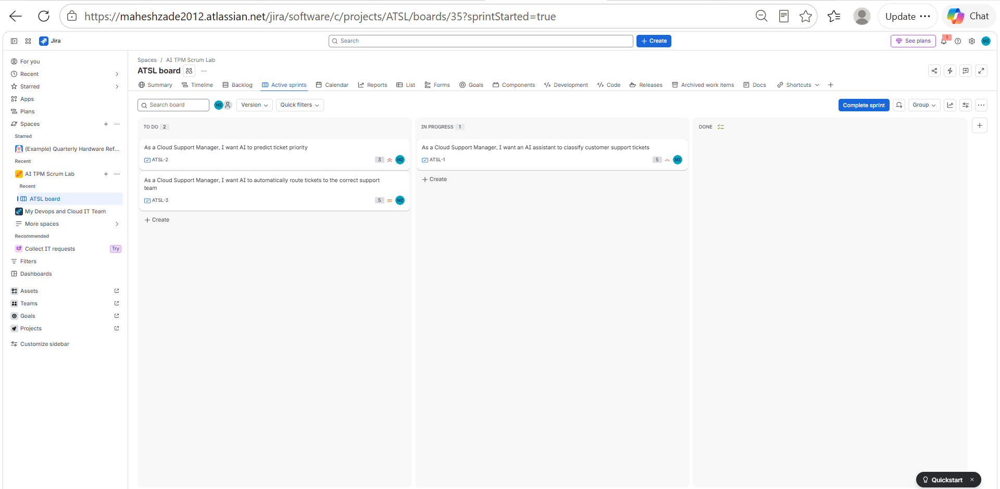 https://maheshzade2012.atlassian.net/jira/software/c/projects/ATSL/boards/35?sprintStarted=true
Update
Chat
Jira
Search
Create
See plans
1
MZ
For you
Recent
Starred
Apps
Plans
Spaces
Starred
(Example) Quarterly Hardware Ref...
Recent
AI TPM Scrum Lab
Recent
ATSL board
My Devops and Cloud IT Team
More spaces
Recommended
Collect IT requests Try
Filters
Dashboards
Assets
Teams
Goals
Projects
Customize sidebar
Spaces / AI TPM Scrum Lab
ATSL board
Summary Timeline Backlog Active sprints Calendar Reports List Forms Goals Components Development Code Releases Archived work items Docs Shortcuts
Search board MZ Version Quick filters Complete sprint Group
TO DO 2
As a Cloud Support Manager, I want AI to predict ticket priority
ATSL-2 3 MZ
As a Cloud Support Manager, I want AI to automatically route tickets to the correct support
team
ATSL-3 5 MZ
Create
IN PROGRESS 1
As a Cloud Support Manager, I want an AI assistant to classify customer support tickets
ATSL-1 5 MZ
Create
DONE
Quickstart